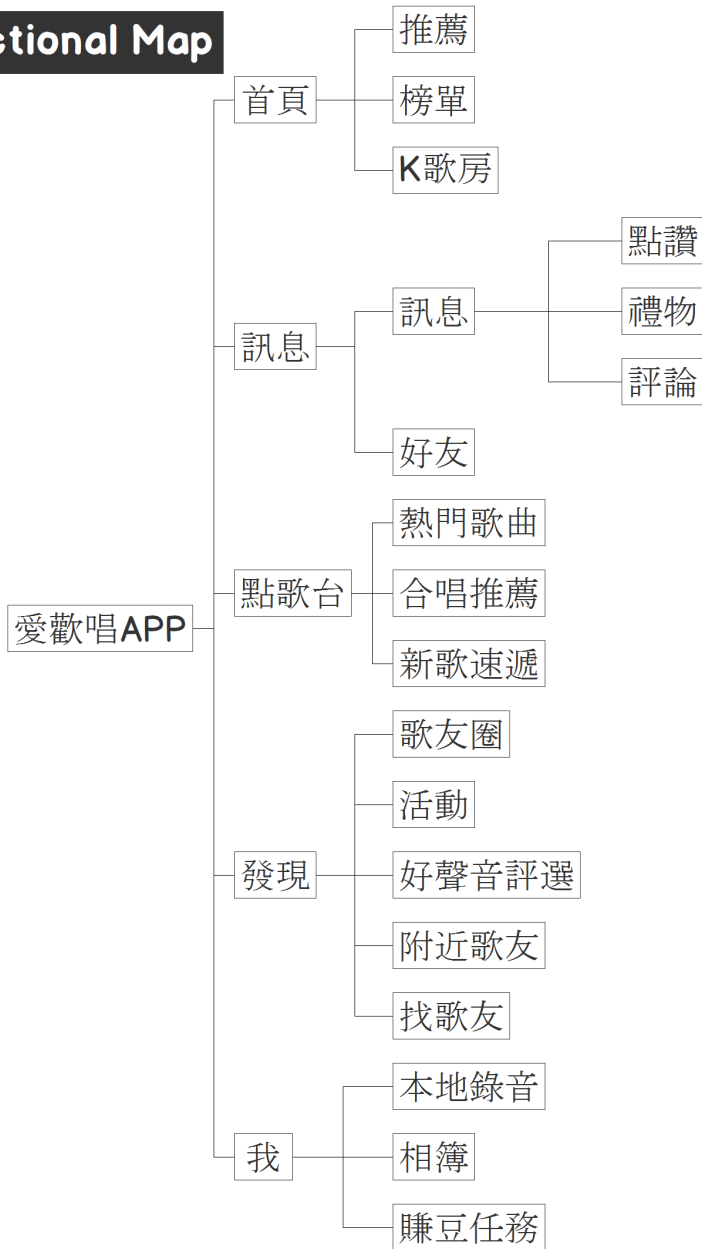 ctional Map
愛歡唱APP
首頁
推薦
榜單
K歌房
訊息
訊息
點讚
禮物
評論
好友
點歌台
熱門歌曲
合唱推薦
新歌速遞
發現
歌友圈
活動
好聲音評選
附近歌友
找歌友
我
本地錄音
相簿
賺豆任務